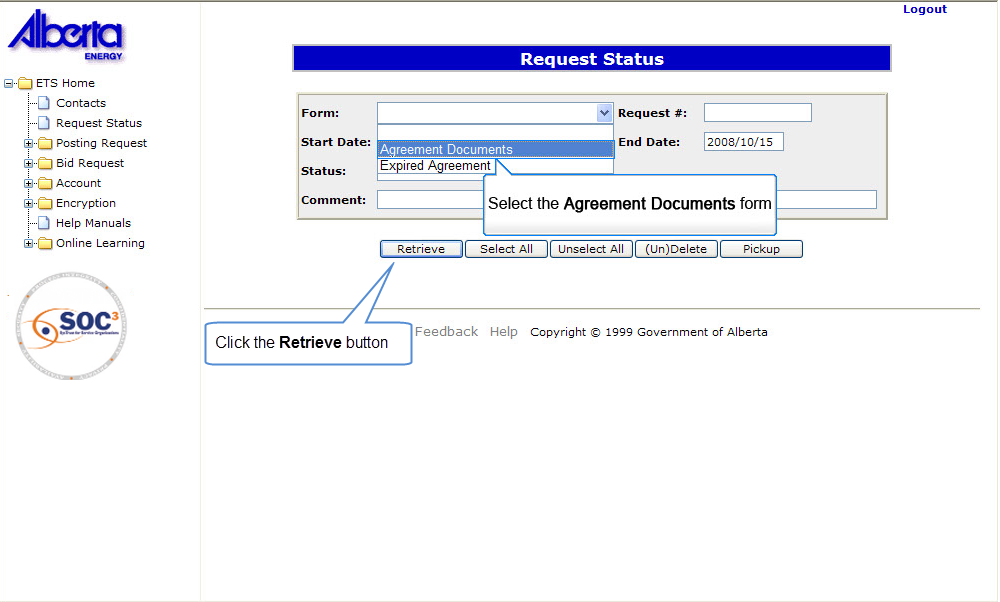 Alberta
ENERGY
Logout
Request Status
ETS Home
Contacts
Request Status
Posting Request
Bid Request
Account
Encryption
Help Manuals
Online Learning
SOC3
Form:
Request #:
Start Date:
End Date: 2008/10/15
Agreement Documents
Expired Agreement
Status:
Comment:
Select the Agreement Documents form
Retrieve Select All Unselect All (Un)Delete Pickup
Click the Retrieve button
Feedback Help Copyright © 1999 Government of Alberta